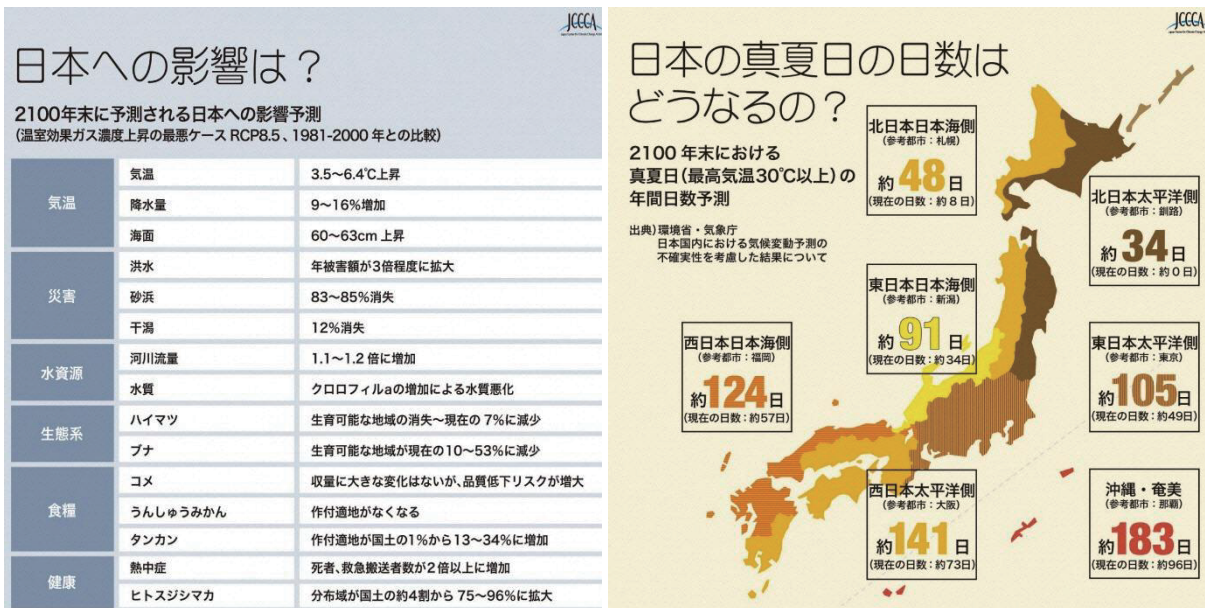 JCCCA
日本への影響は？
2100年末に予測される日本への影響予測
(温室効果ガス濃度上昇の最悪ケース RCP8.5、1981-2000 年との比較)
気温
気温 3.5～6.4℃上昇
降水量 9～16%増加
海面 60～63cm 上昇
災害
洪水 年被害額が3倍程度に拡大
砂浜 83～85%消失
干潟 12%消失
水資源
河川流量 1.1～1.2 倍に増加
水質 クロロフィルaの増加による水質悪化
生態系
ハイマツ 生育可能な地域の消失～現在の 7%に減少
ブナ 生育可能な地域が現在の10～53%に減少
食糧
コメ 収量に大きな変化はないが、品質低下リスクが増大
うんしゅうみかん 作付適地がなくなる
タンカン 作付適地が国土の1%から13～34%に増加
健康
熱中症 死者、救急搬送者数が2倍以上に増加
ヒトスジシマカ 分布域が国土の約4割から 75～96%に拡大
JCCCA
日本の真夏日の日数は
どうなるの？
2100 年末における
真夏日(最高気温30℃以上)の
年間日数予測
出典)環境省・気象庁
日本国内における気候変動予測の
不確実性を考慮した結果について
北日本日本海側
(参考都市：札幌)
約48日
(現在の日数：約8日)
北日本太平洋側
(参考都市：釧路)
約34日
(現在の日数：約0日)
東日本日本海側
(参考都市：新潟)
約91日
(現在の日数：約34日)
西日本日本海側
(参考都市：福岡)
約124日
(現在の日数：約57日)
東日本太平洋側
(参考都市：東京)
約105日
(現在の日数：約49日)
西日本太平洋側
(参考都市：大阪)
約141日
(現在の日数：約73日)
沖縄・奄美
(参考都市：那覇)
約183日
(現在の日数：約96日)